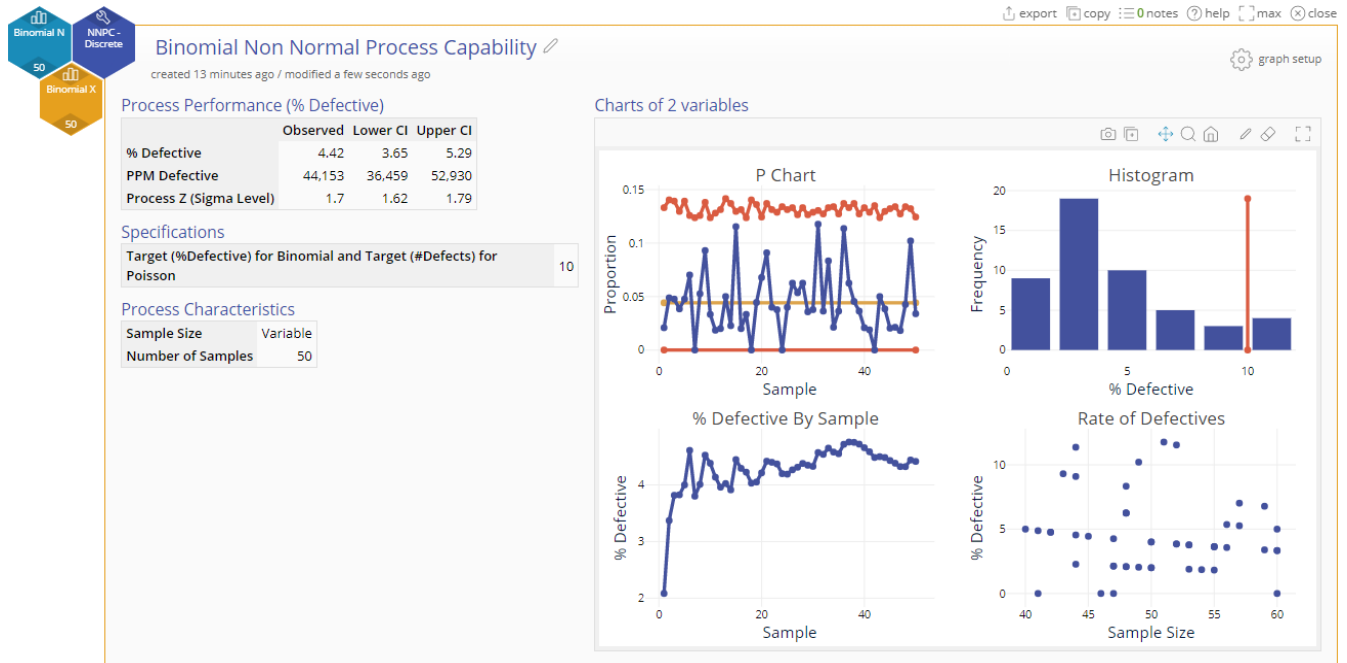 export copy 0 notes help max close
Binomial N
50
NNPC -
Discrete
Binomial X
50
Binomial Non Normal Process Capability
created 13 minutes ago / modified a few seconds ago
graph setup
Process Performance (% Defective)
Observed Lower CI Upper CI
% Defective 4.42 3.65 5.29
PPM Defective 44,153 36,459 52,930
Process Z (Sigma Level) 1.7 1.62 1.79
Specifications
Target (%Defective) for Binomial and Target (#Defects) for
Poisson
10
Process Characteristics
Sample Size Variable
Number of Samples 50
Charts of 2 variables
P Chart
Proportion
0.15
0.1
0.05
0
0 20 40
Sample
Histogram
Frequency
20
15
10
5
0
0 5 10
% Defective
% Defective By Sample
% Defective
4
3
2
0 20 40
Sample
Rate of Defectives
% Defective
10
5
0
40 45 50 55 60
Sample Size